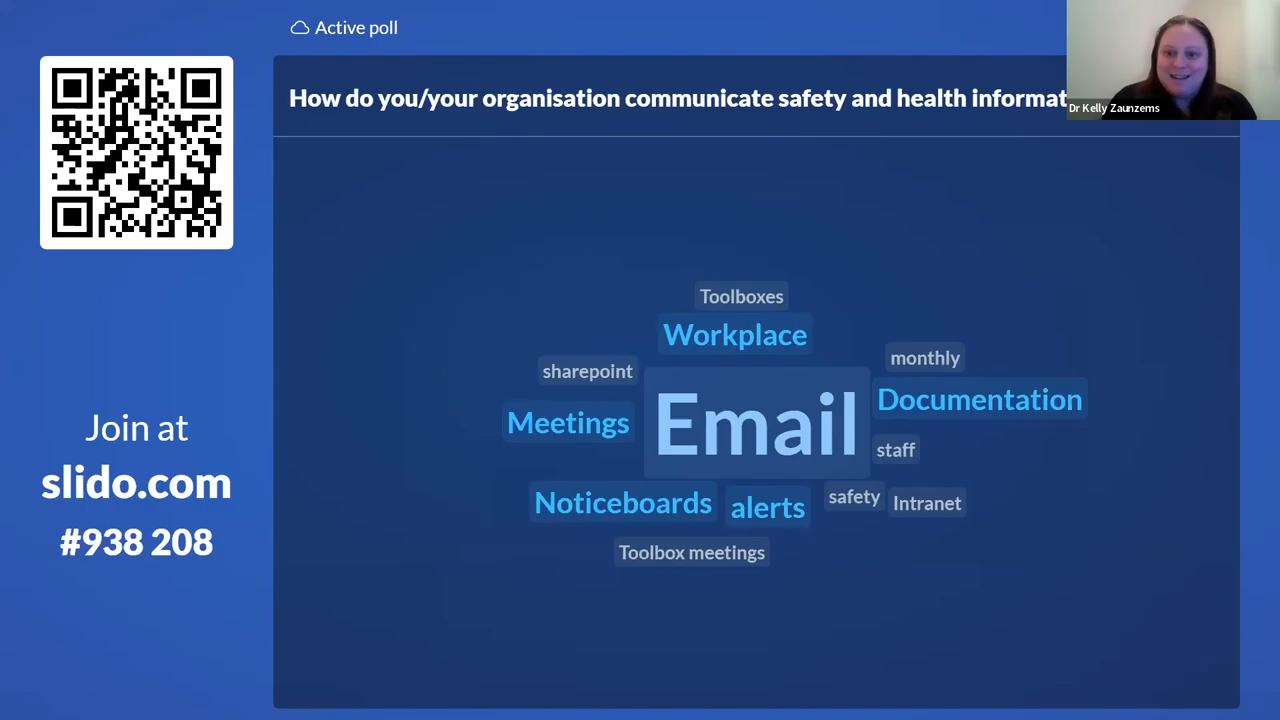 Active poll
How do you/your organisation communicate safety and health
Dr Kelly Zaunzems
Toolboxes
Workplace
monthly
sharepoint
Documentation
Email
Meetings
staff
safety
Noticeboards
Intranet
alerts
Toolbox meetings
Join at
slido.com
#938 208